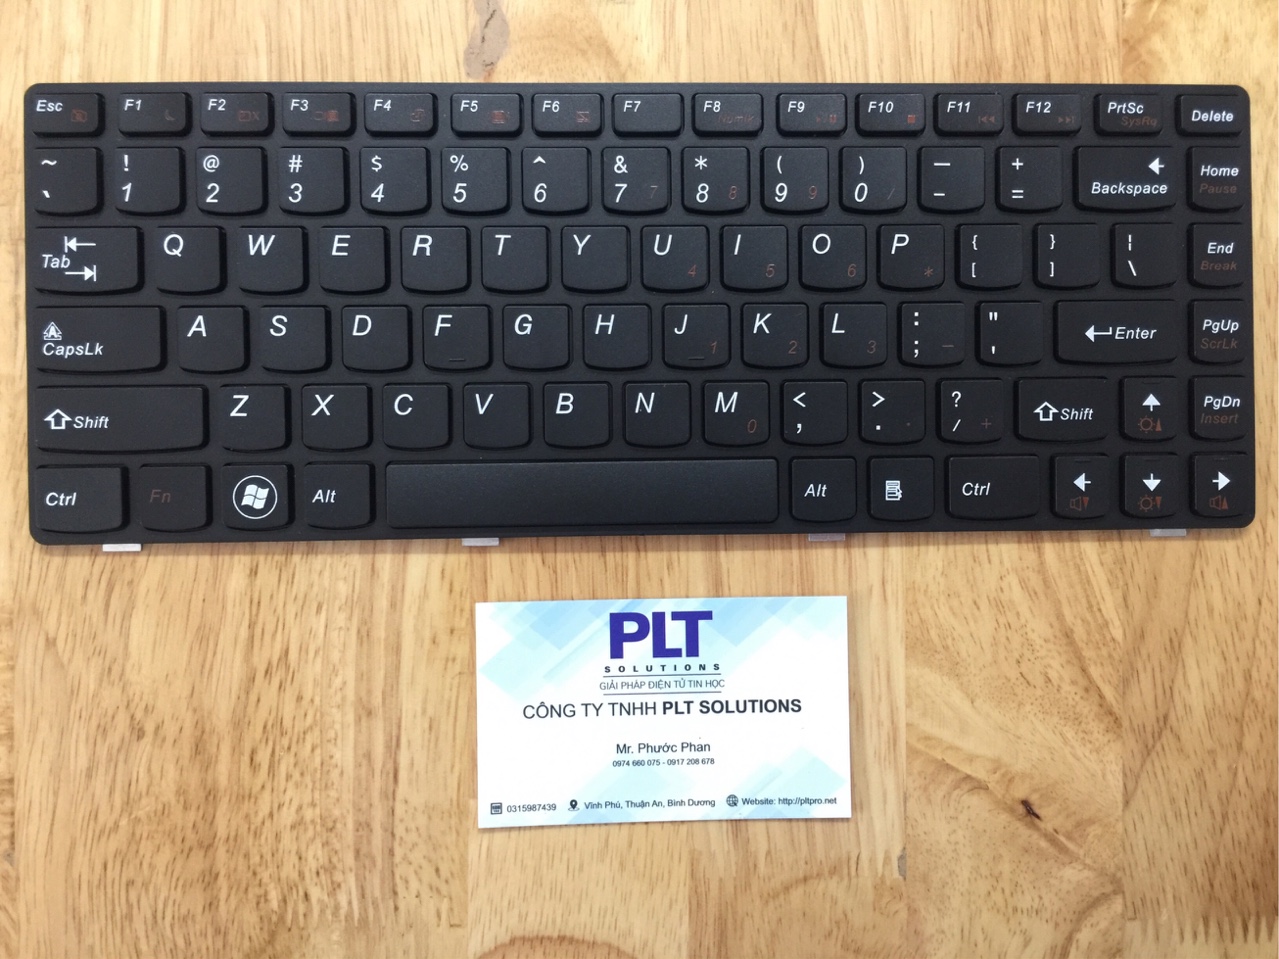 Esc F1 F2 F3 F4 F5 F6 F7 F8 F9 F10 F11 F12 PrtSc Delete
NumLk SysRq
~ ! @ # $ % ^ & * ( ) — + Home
` 1 2 3 4 5 6 7 7 8 8 9 9 0 / - = Backspace Pause
Tab Q W E R T Y U I O P { } ¦ End
4 5 6 * [ ] \ Break
CapsLk A S D F G H J K L : " Enter PgUp
1 2 3 ; - ' ScrLk
Shift Z X C V B N M < > ? Shift PgDn
0 , . . / + Insert
Ctrl Fn Alt Alt Ctrl
PLT
SOLUTIONS
GIẢI PHÁP ĐIỆN TỬ TIN HỌC
CÔNG TY TNHH PLT SOLUTIONS
Mr. Phước Phan
0974 660 075 - 0917 208 678
0315987439 Vĩnh Phú, Thuận An, Bình Dương Website: http://pltpro.net